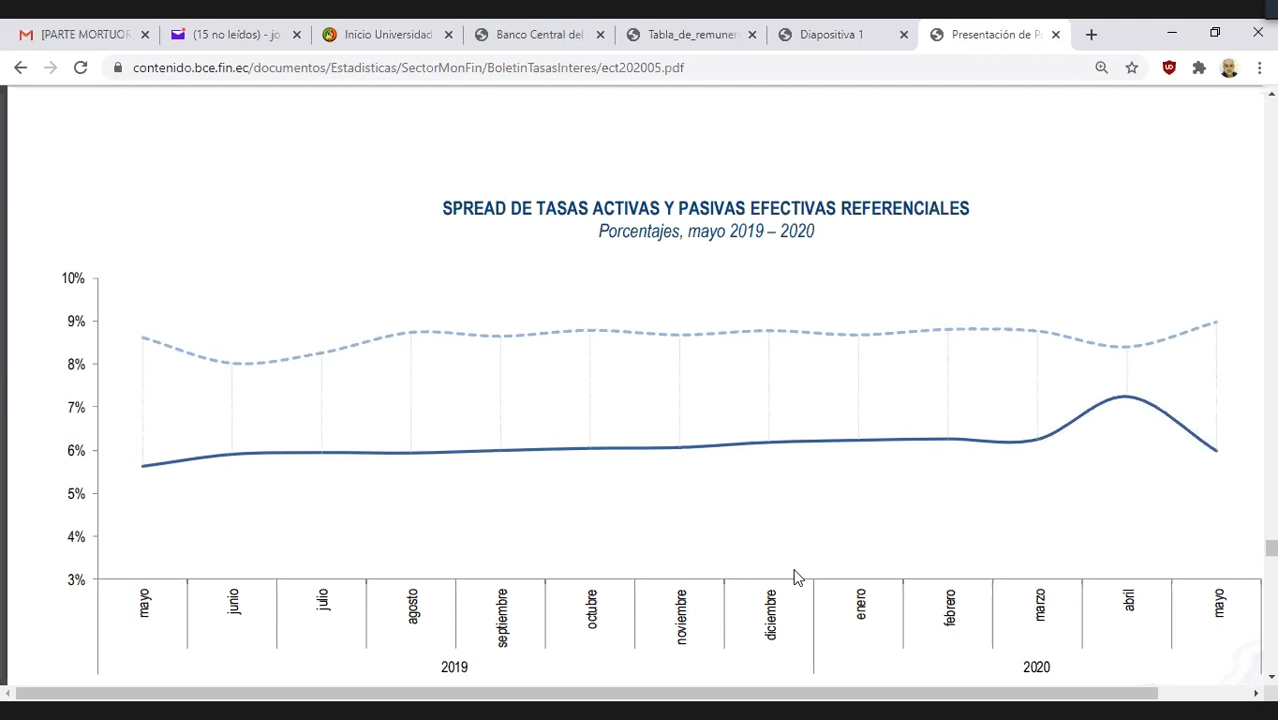 [PARTE MORTUOR
(15 no leídos) - jo
Inicio Universidad
Banco Central del
Tabla_de_remuner
Diapositiva 1
Presentación de Po
contenido.bce.fin.ec/documentos/Estadisticas/SectorMonFin/BoletinTasasInteres/ect202005.pdf
SPREAD DE TASAS ACTIVAS Y PASIVAS EFECTIVAS REFERENCIALES
Porcentajes, mayo 2019 – 2020
10%
9%
8%
7%
6%
5%
4%
3%
mayo
junio
julio
agosto
septiembre
octubre
noviembre
diciembre
enero
febrero
marzo
abril
mayo
2019
2020